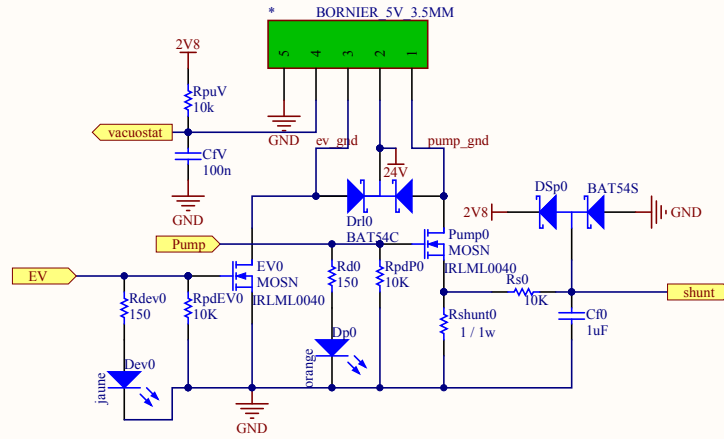 * BORNIER_5V_3.5MM
5 4 3 2 1
2V8
RpuV
10k
vacuostat
CfV
100n
GND
GND
ev_gnd
pump_gnd
24V
Drl0
BAT54C
DSp0
BAT54S
2V8
GND
Pump
Pump0
MOSN
IRLML0040
EV
EV0
MOSN
IRLML0040
Rdev0
150
RpdEV0
10K
Rd0
150
RpdP0
10K
Rs0
10K
shunt
Rshunt0
1 / 1w
Cf0
1uF
Dev0
jaune
Dp0
orange
GND